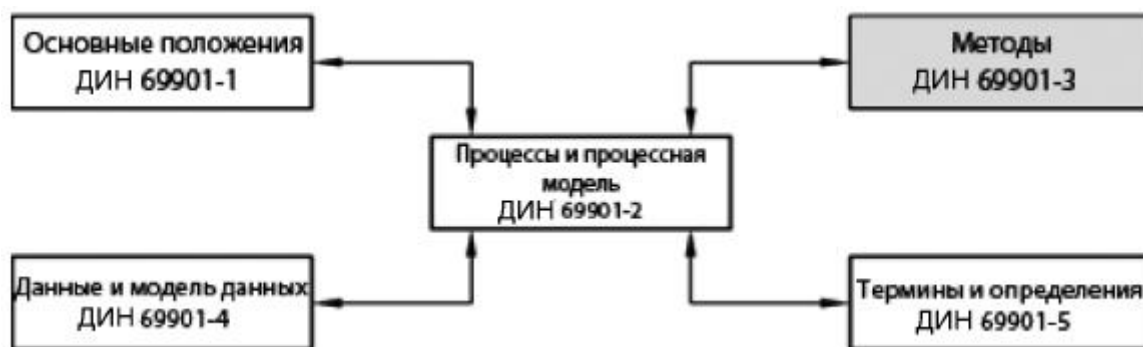 Основные положения
ДИН 69901-1
Методы
ДИН 69901-3
Процессы и процессная
модель
ДИН 69901-2
Данные и модель данных
ДИН 69901-4
Термины и определения
ДИН 69901-5